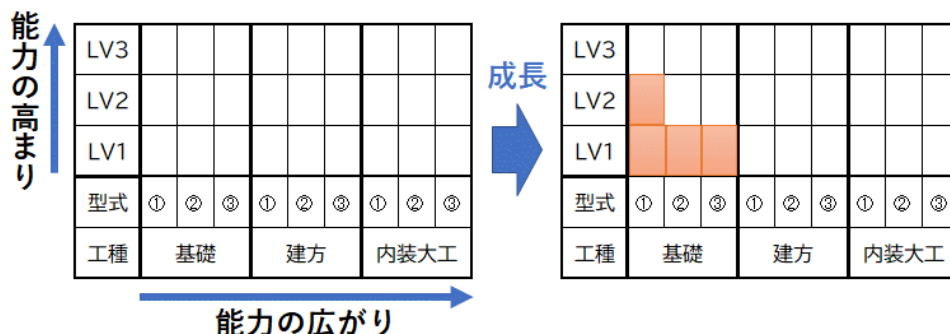 能力の高まり
LV3
LV2
LV1
型式 ① ② ③ ① ② ③ ① ② ③
工種 基礎 建方 内装大工
能力の広がり
成長
LV3
LV2
LV1
型式 ① ② ③ ① ② ③ ① ② ③
工種 基礎 建方 内装大工